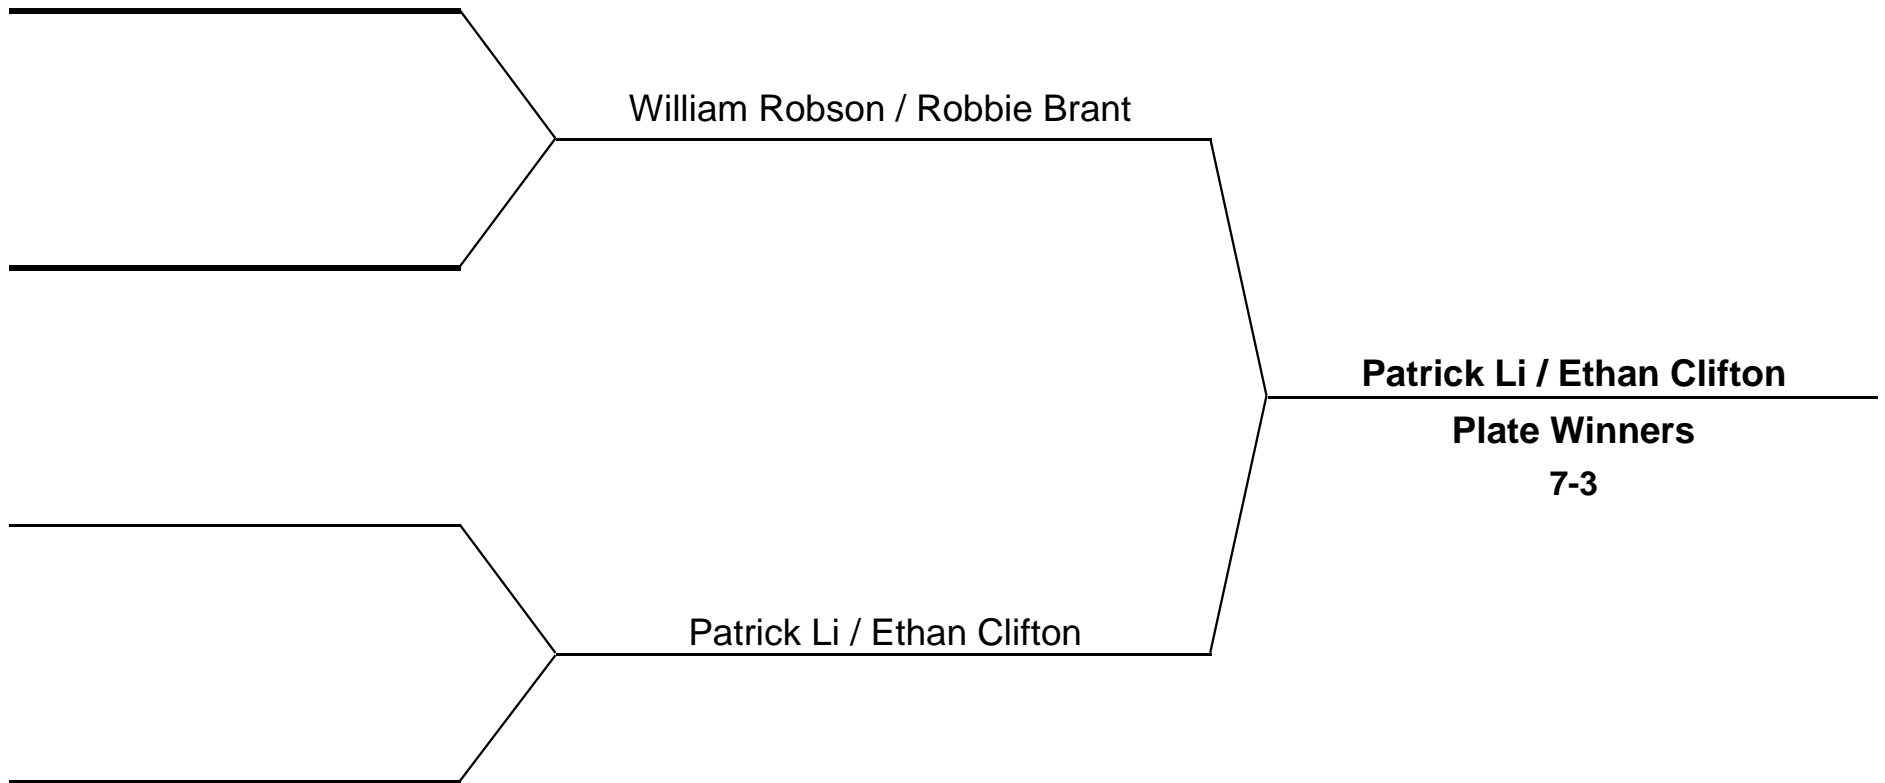 William Robson / Robbie Brant
Patrick Li / Ethan Clifton
Plate Winners
7-3
Patrick Li / Ethan Clifton